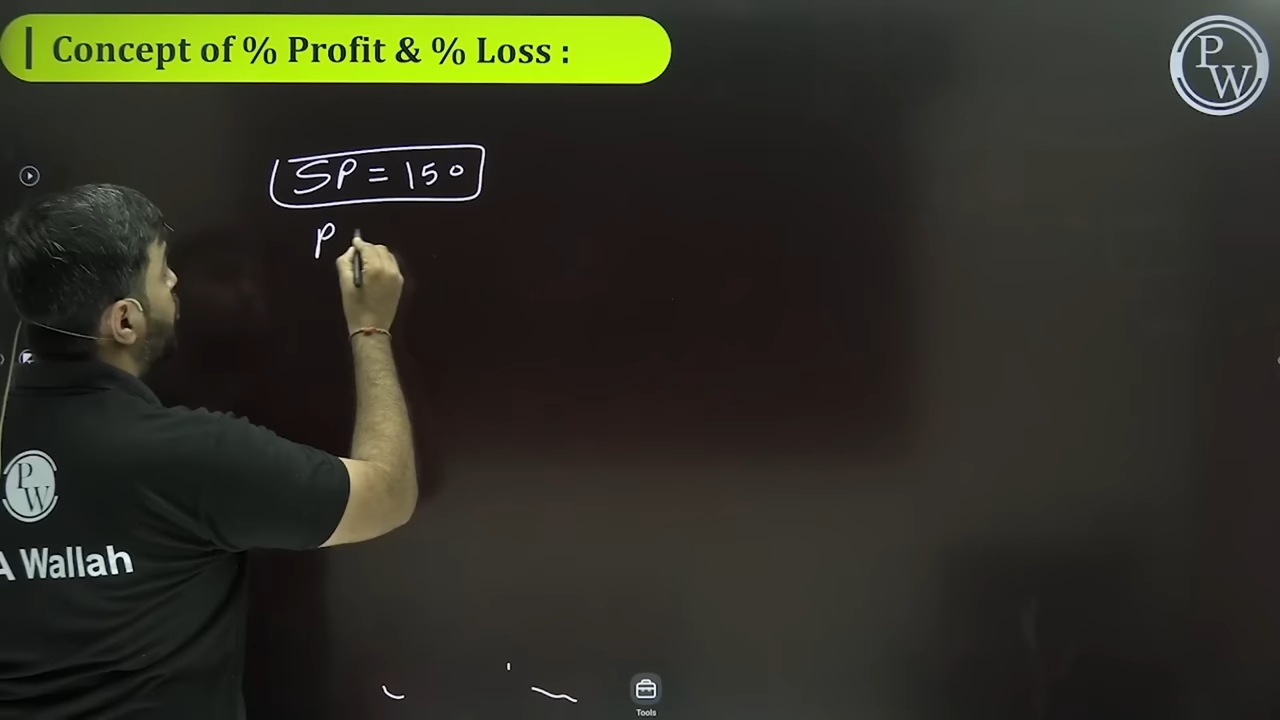 Concept of % Profit & % Loss :
PW
SP = 150
P
PW
A Wallah
Tools